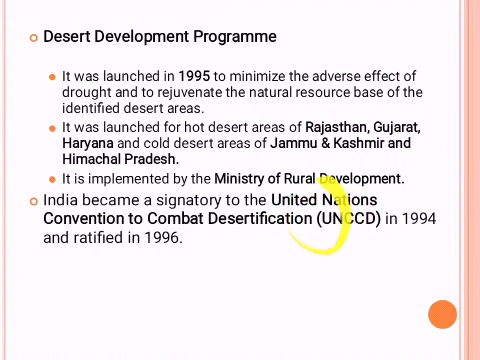 Desert Development Programme
It was launched in 1995 to minimize the adverse effect of
drought and to rejuvenate the natural resource base of the
identified desert areas.
It was launched for hot desert areas of Rajasthan, Gujarat,
Haryana and cold desert areas of Jammu & Kashmir and
Himachal Pradesh.
It is implemented by the Ministry of Rural Development.
India became a signatory to the United Nations
Convention to Combat Desertification (UNCCD) in 1994
and ratified in 1996.